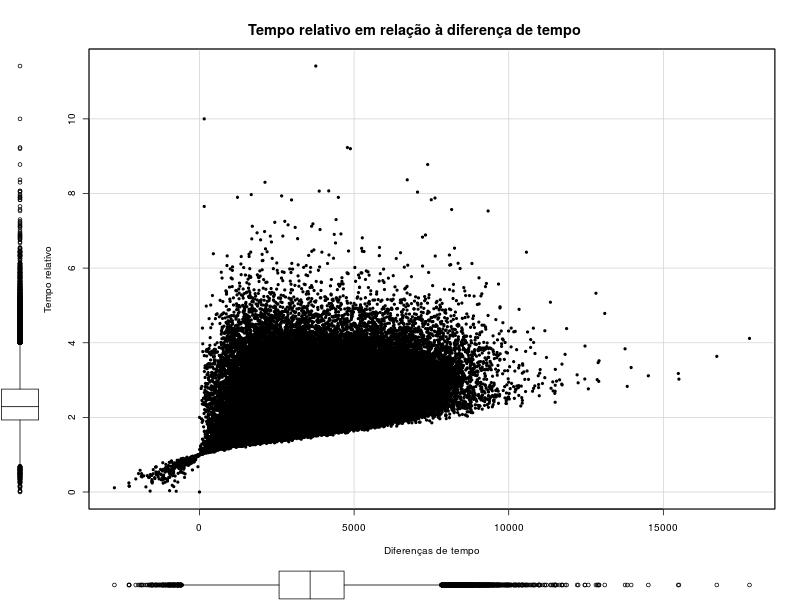 Tempo relativo em relação à diferença de tempo
Tempo relativo
10
8
6
4
2
0
0 5000 10000 15000
Diferenças de tempo